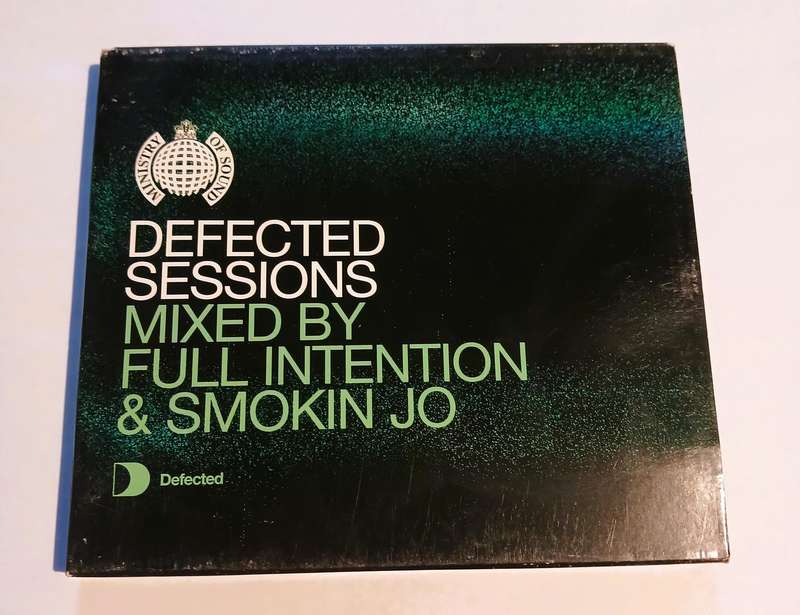 MINISTRY OF SOUND
DEFECTED
SESSIONS
MIXED BY
FULL INTENTION
& SMOKIN JO
Defected